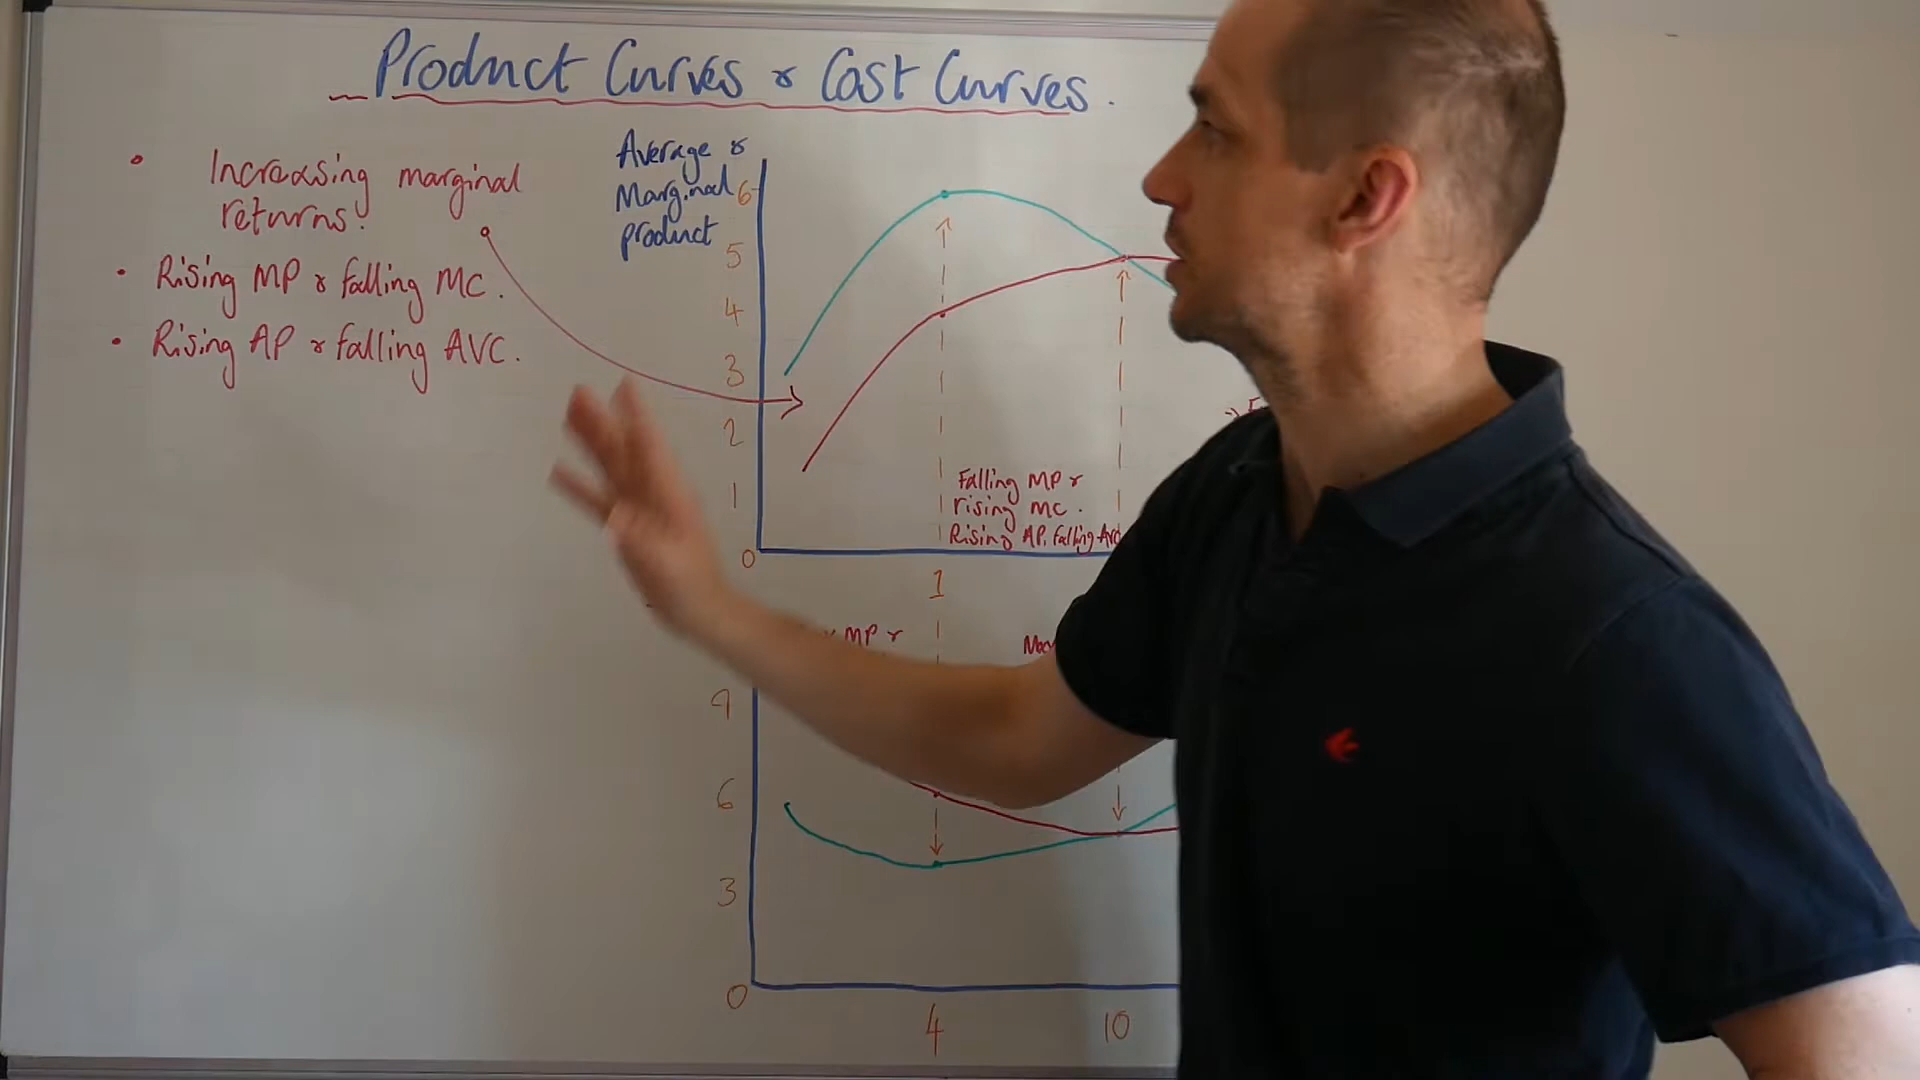 Product Curves & Cost Curves.
• Increasing marginal
returns.
• Rising MP & falling MC.
• Rising AP & falling AVC.
Average &
Marginal
product
6
5
4
3
2
1
0
Falling MP &
rising MC.
Rising AP, falling AVC
1
MP &
9
6
3
0
4
10